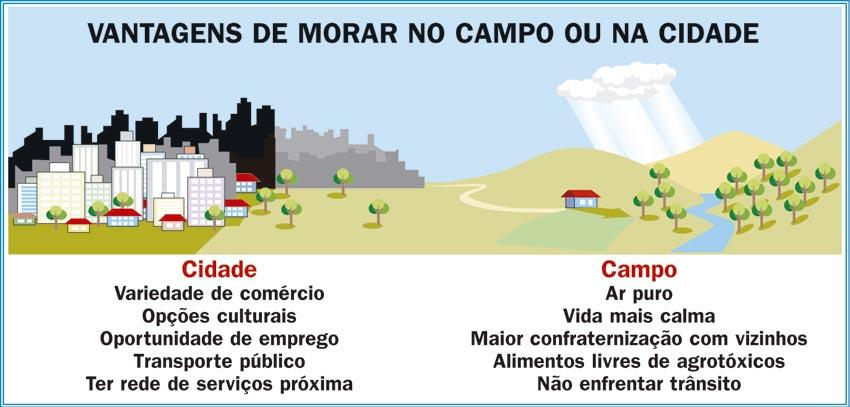 VANTAGENS DE MORAR NO CAMPO OU NA CIDADE
Cidade
Variedade de comércio
Opções culturais
Oportunidade de emprego
Transporte público
Ter rede de serviços próxima
Campo
Ar puro
Vida mais calma
Maior confraternização com vizinhos
Alimentos livres de agrotóxicos
Não enfrentar trânsito